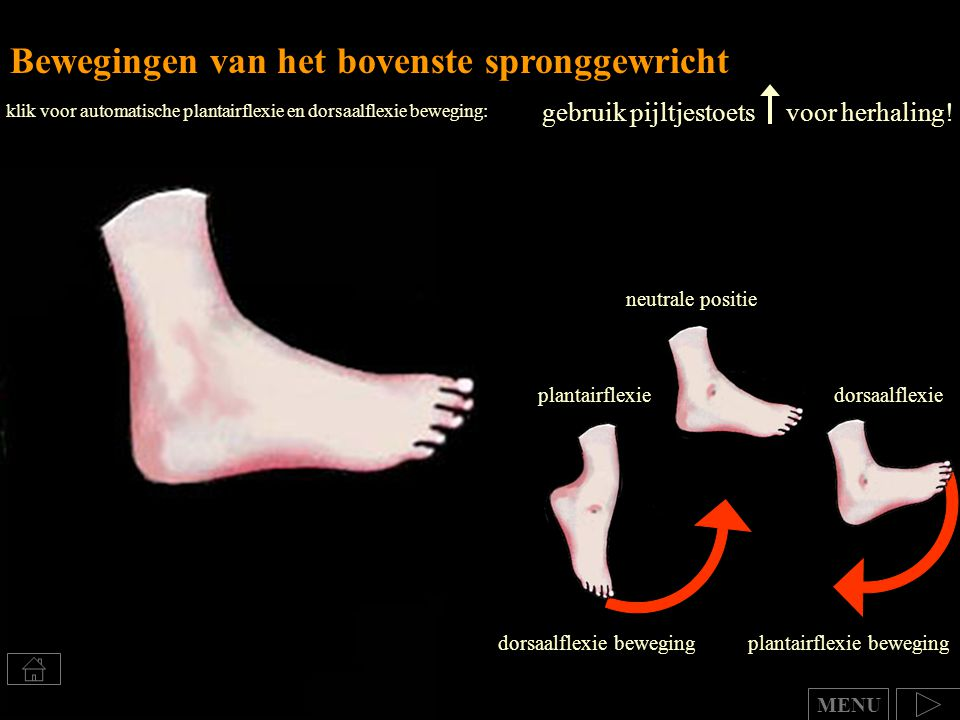 Bewegingen van het bovenste spronggewricht
klik voor automatische plantairflexie en dorsaalflexie beweging:
gebruik pijltjestoets voor herhaling!
neutrale positie
plantairflexie
dorsaalflexie
dorsaalflexie beweging
plantairflexie beweging
MENU